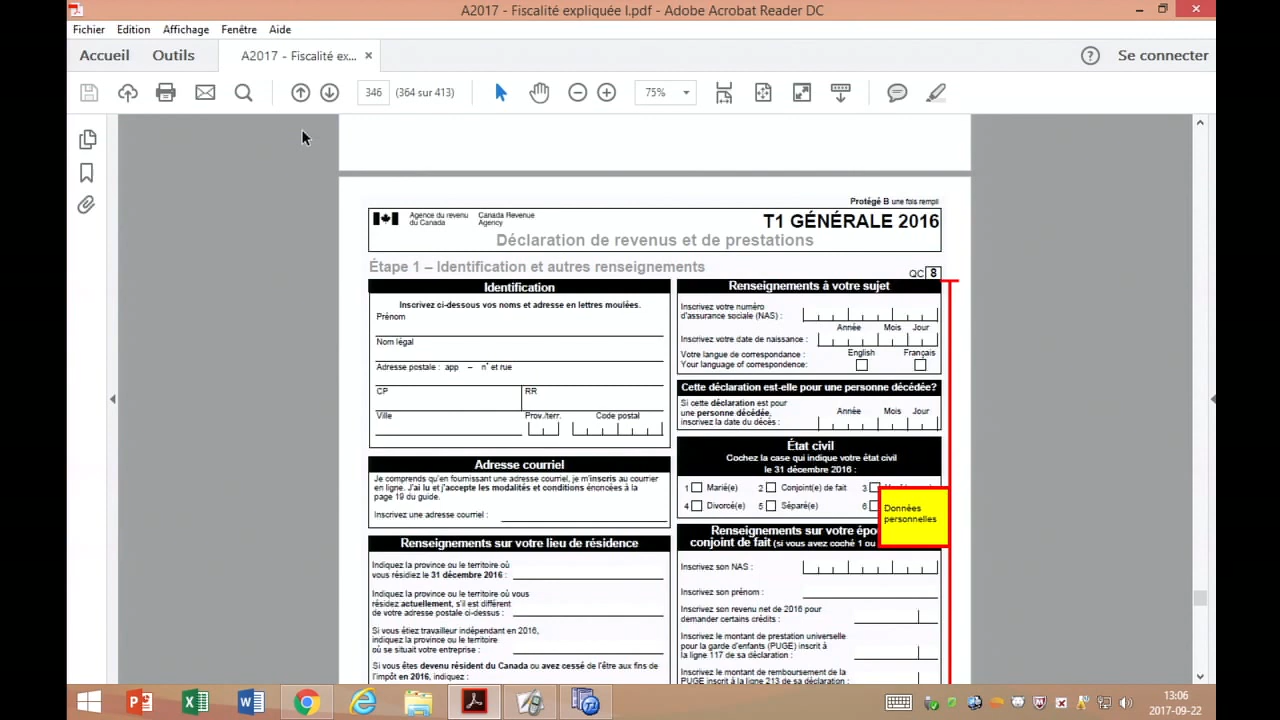 A2017 - Fiscalité expliquée I.pdf - Adobe Acrobat Reader DC
Fichier Edition Affichage Fenêtre Aide
Accueil Outils A2017 - Fiscalité ex... × ? Se connecter
346 (364 sur 413) 75%
Protégé B une fois rempli
Agence du revenu du Canada
Canada Revenue Agency
T1 GÉNÉRALE 2016
Déclaration de revenus et de prestations
Étape 1 – Identification et autres renseignements
QC 8
Identification
Inscrivez ci-dessous vos noms et adresse en lettres moulées.
Prénom
Nom légal
Adresse postale : app – n° et rue
CP RR
Ville Prov./terr. Code postal
Adresse courriel
Je comprends qu'en fournissant une adresse courriel, je m'inscris au courrier
en ligne. J'ai lu et j'accepte les modalités et conditions énoncées à la
page 19 du guide.
Inscrivez une adresse courriel :
Renseignements sur votre lieu de résidence
Indiquez la province ou le territoire où
vous résidiez le 31 décembre 2016 :
Indiquez la province ou le territoire où vous
résidez actuellement, s'il est différent
de votre adresse postale ci-dessus :
Si vous étiez travailleur indépendant en 2016,
indiquez la province ou le territoire
où se situait votre entreprise :
Si vous êtes devenu résident du Canada ou avez cessé de l'être aux fins de
l'impôt en 2016, indiquez :
Renseignements à votre sujet
Inscrivez votre numéro
d'assurance sociale (NAS) :
Année Mois Jour
Inscrivez votre date de naissance :
Votre langue de correspondance : English Français
Your language of correspondence:
Cette déclaration est-elle pour une personne décédée?
Si cette déclaration est pour
une personne décédée,
inscrivez la date du décès :
Année Mois Jour
État civil
Cochez la case qui indique votre état civil
le 31 décembre 2016 :
1 Marié(e) 2 Conjoint(e) de fait 3
4 Divorcé(e) 5 Séparé(e) 6
Données
personnelles
Renseignements sur votre épou
conjoint de fait (si vous avez coché 1 ou
Inscrivez son NAS :
Inscrivez son prénom :
Inscrivez son revenu net de 2016 pour
demander certains crédits :
Inscrivez le montant de prestation universelle
pour la garde d'enfants (PUGE) inscrit à
la ligne 117 de sa déclaration :
Inscrivez le montant de remboursement de la
PUGE inscrit à la ligne 213 de sa déclaration :
13:06
2017-09-22